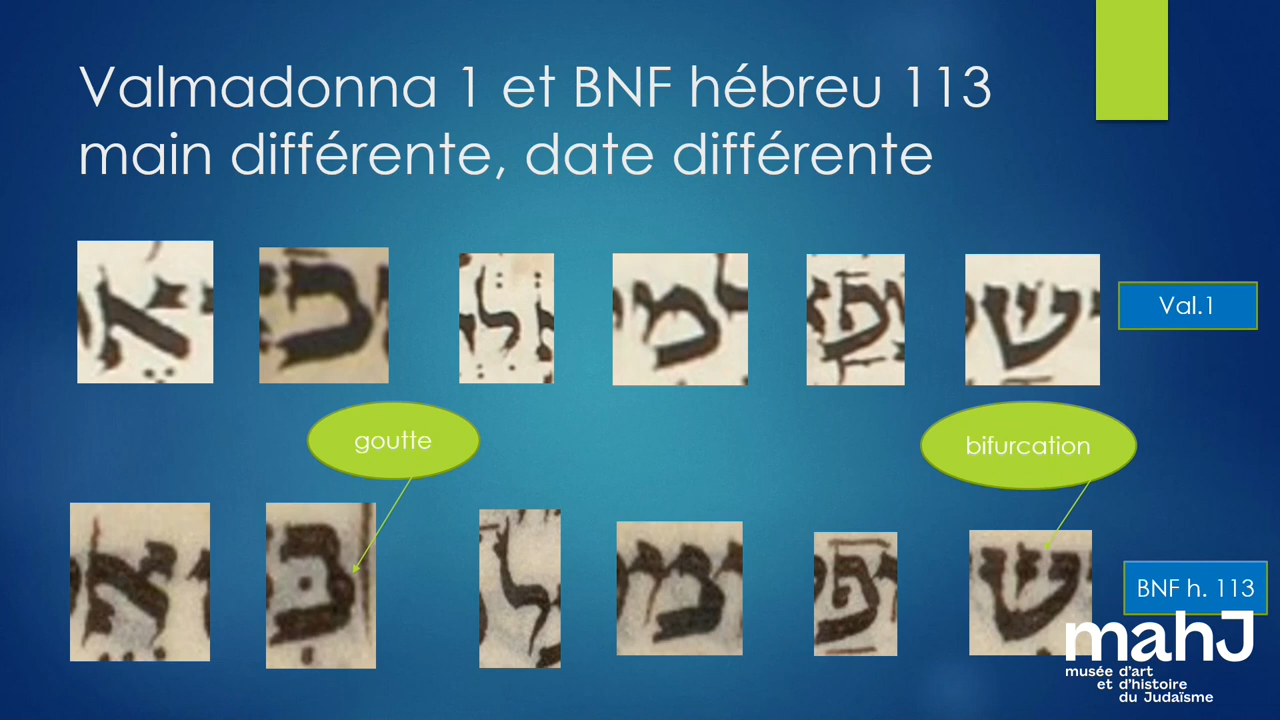 Valmadonna 1 et BNF hébreu 113
main différente, date différente
א כ ל מ פ ש
Val.1
goutte
bifurcation
א כּ ל מ פ ש
BNF h. 113
mahJ
musée d'art
et d'histoire
du Judaïsme